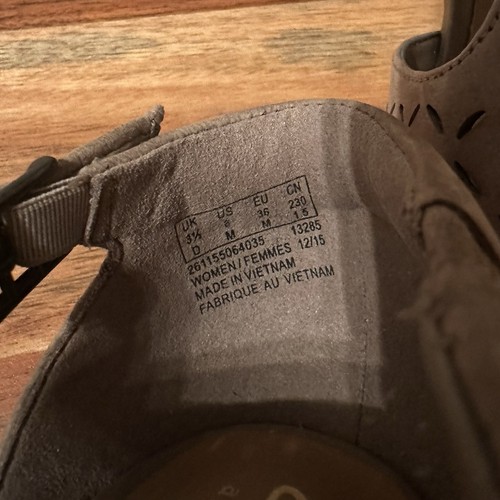 UK US EU CN
3½ 6 36 230
D M M 1.5
261155064035 13285
WOMEN/FEMMES 12/15
MADE IN VIETNAM
FABRIQUE AU VIETNAM